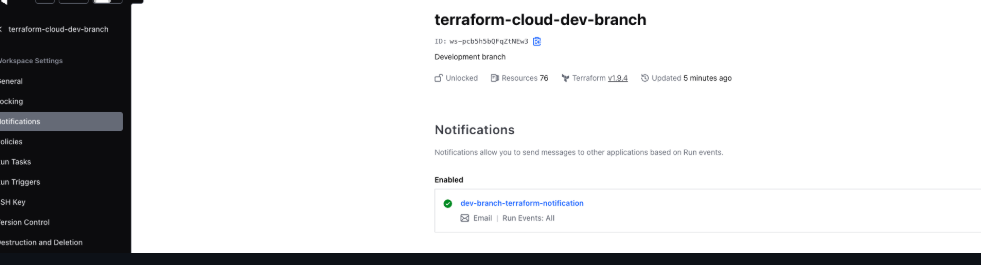 terraform-cloud-dev-branch
Workspace Settings
General
Locking
Notifications
Policies
Run Tasks
Run Triggers
SSH Key
Version Control
Destruction and Deletion
terraform-cloud-dev-branch
ID: ws-pcb5h5bQFqZtNEw3
Development branch
Unlocked Resources 76 Terraform v1.9.4 Updated 5 minutes ago
Notifications
Notifications allow you to send messages to other applications based on Run events.
Enabled
dev-branch-terraform-notification
Email | Run Events: All